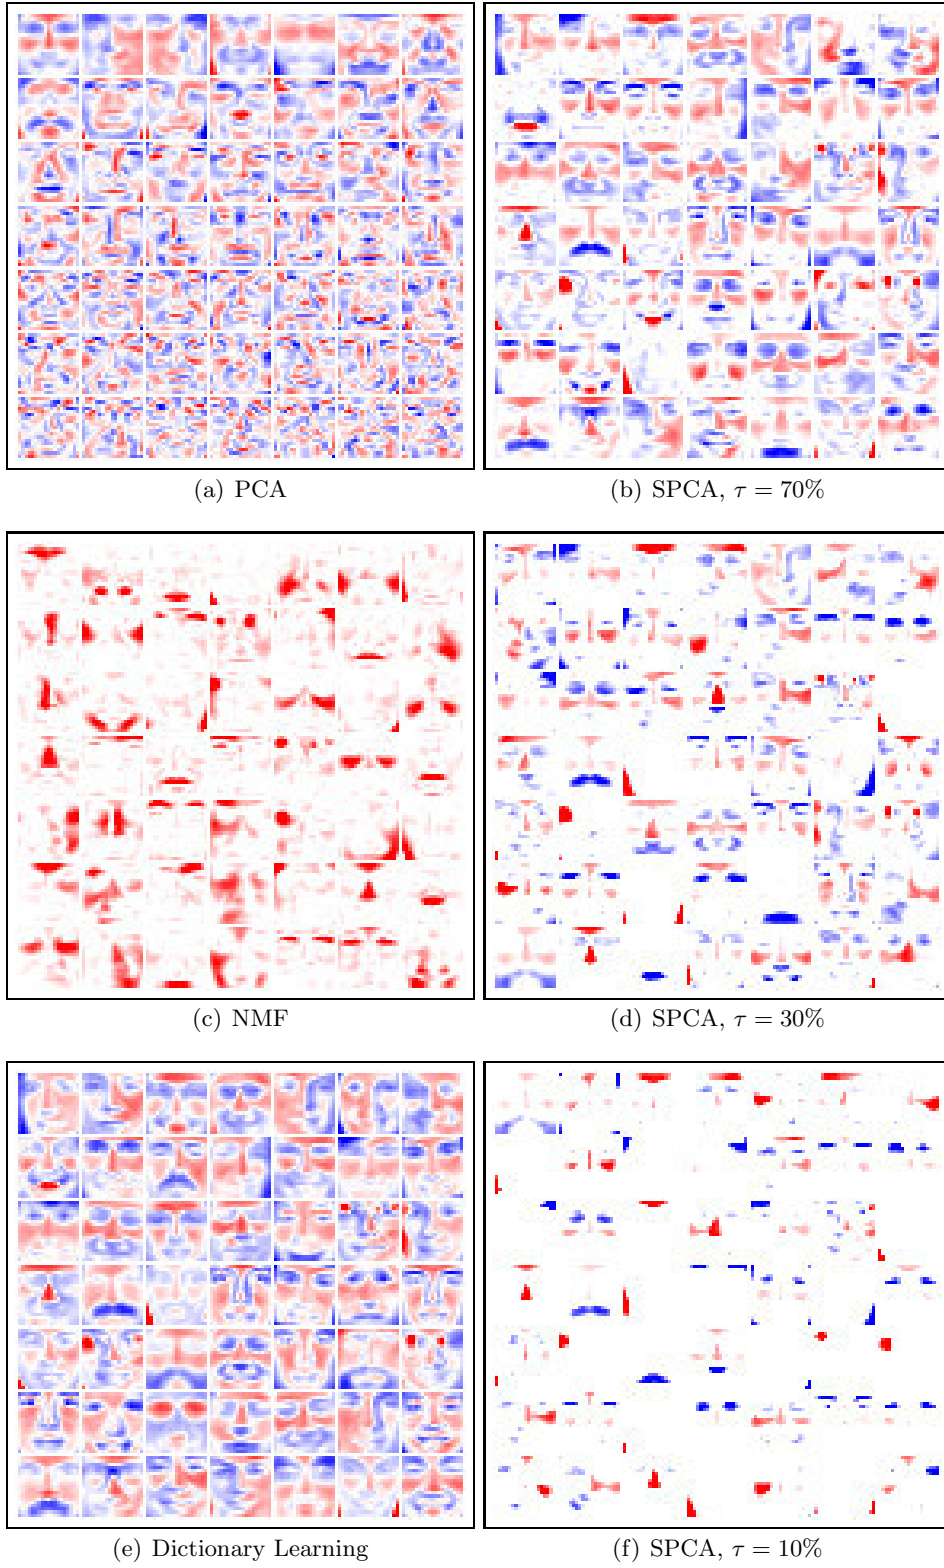 (a) PCA
(b) SPCA, τ = 70%
(c) NMF
(d) SPCA, τ = 30%
(e) Dictionary Learning
(f) SPCA, τ = 10%